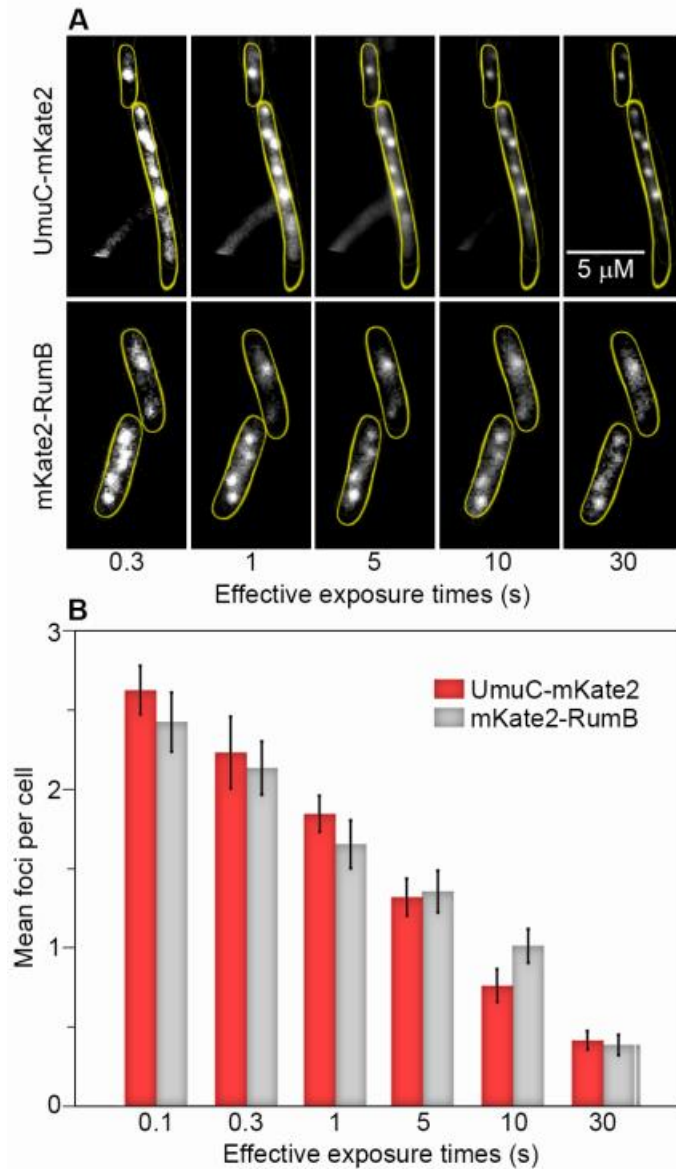 A
UmuC-mKate2
5 μM
mKate2-RumB
0.3 1 5 10 30
Effective exposure times (s)
B
3
UmuC-mKate2
mKate2-RumB
2
Mean foci per cell
1
0
0.1 0.3 1 5 10 30
Effective exposure times (s)